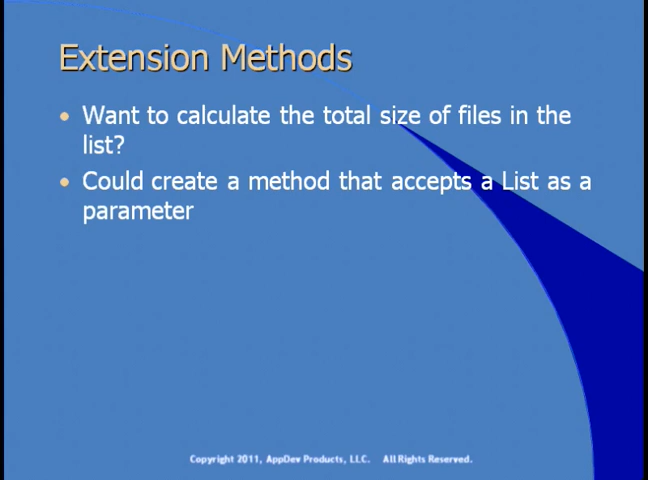 Extension Methods
• Want to calculate the total size of files in the
list?
• Could create a method that accepts a List as a
parameter
Copyright 2011, AppDev Products, LLC. All Rights Reserved.